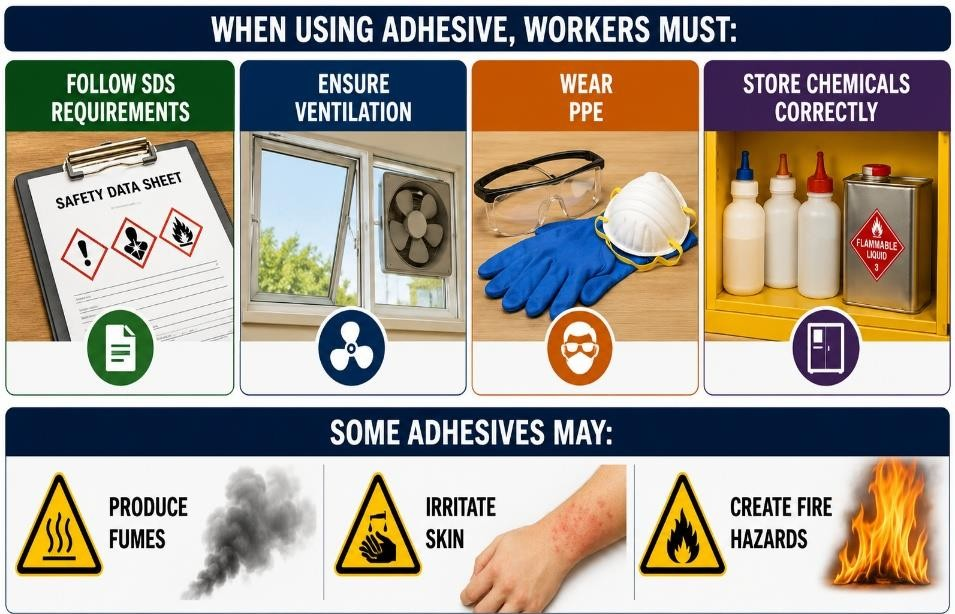 WHEN USING ADHESIVE, WORKERS MUST:
FOLLOW SDS
REQUIREMENTS
ENSURE
VENTILATION
WEAR
PPE
STORE CHEMICALS
CORRECTLY
SAFETY DATA SHEET
FLAMMABLE
LIQUID
3
SOME ADHESIVES MAY:
PRODUCE
FUMES
IRRITATE
SKIN
CREATE FIRE
HAZARDS